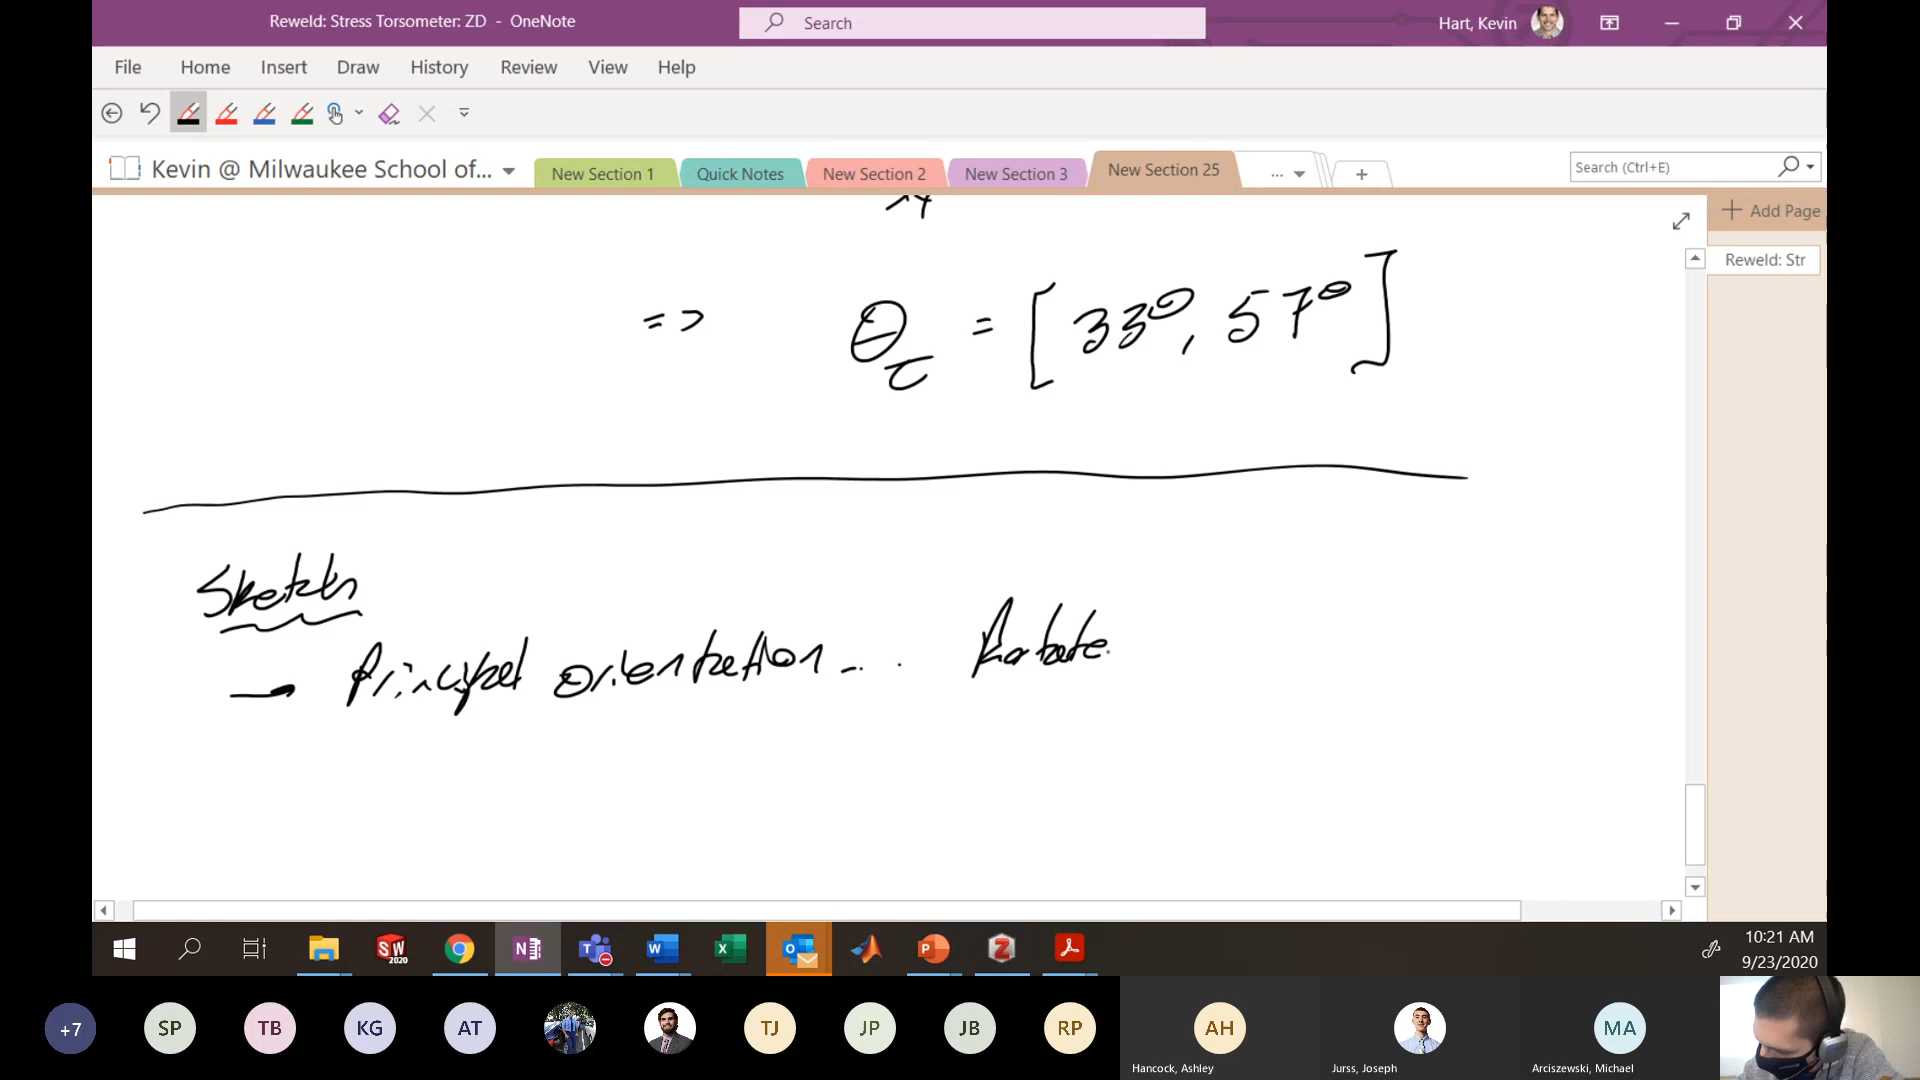 Reweld: Stress Torsometer: ZD - OneNote
Search
Hart, Kevin
File Home Insert Draw History Review View Help
Kevin @ Milwaukee School of...
New Section 1
Quick Notes
New Section 2
New Section 3
New Section 25
...
Search (Ctrl+E)
Add Page
Reweld: Str
=> θτ = [33°, 57°]
Sketch
→ Principal orientation ... Rotate
SW
2020
N
W
X
P
Z
10:21 AM
9/23/2020
+7
SP
TB
KG
AT
TJ
JP
JB
RP
AH
MA
Hancock, Ashley
Jurss, Joseph
Arciszewski, Michael